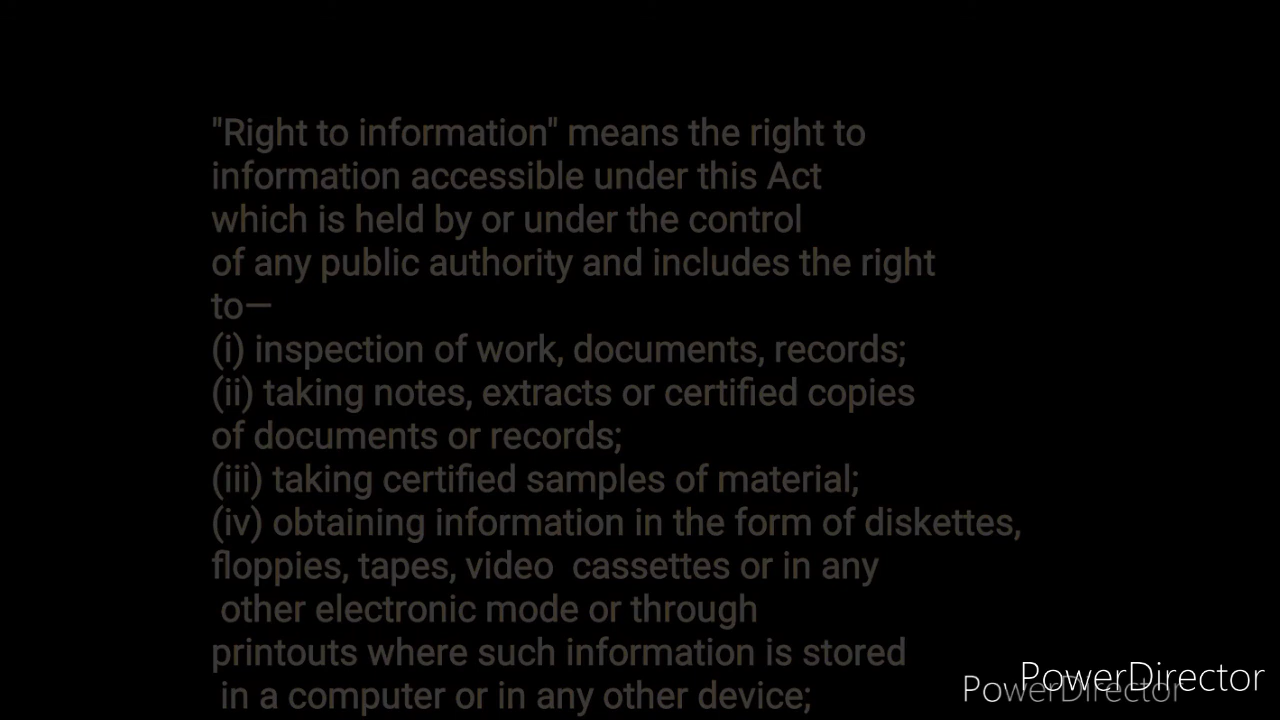 "Right to information" means the right to
information accessible under this Act
which is held by or under the control
of any public authority and includes the right
to—
(i) inspection of work, documents, records;
(ii) taking notes, extracts or certified copies
of documents or records;
(iii) taking certified samples of material;
(iv) obtaining information in the form of diskettes,
floppies, tapes, video cassettes or in any
other electronic mode or through
printouts where such information is stored
in a computer or in any other device;
PowerDirector
PowerDirector